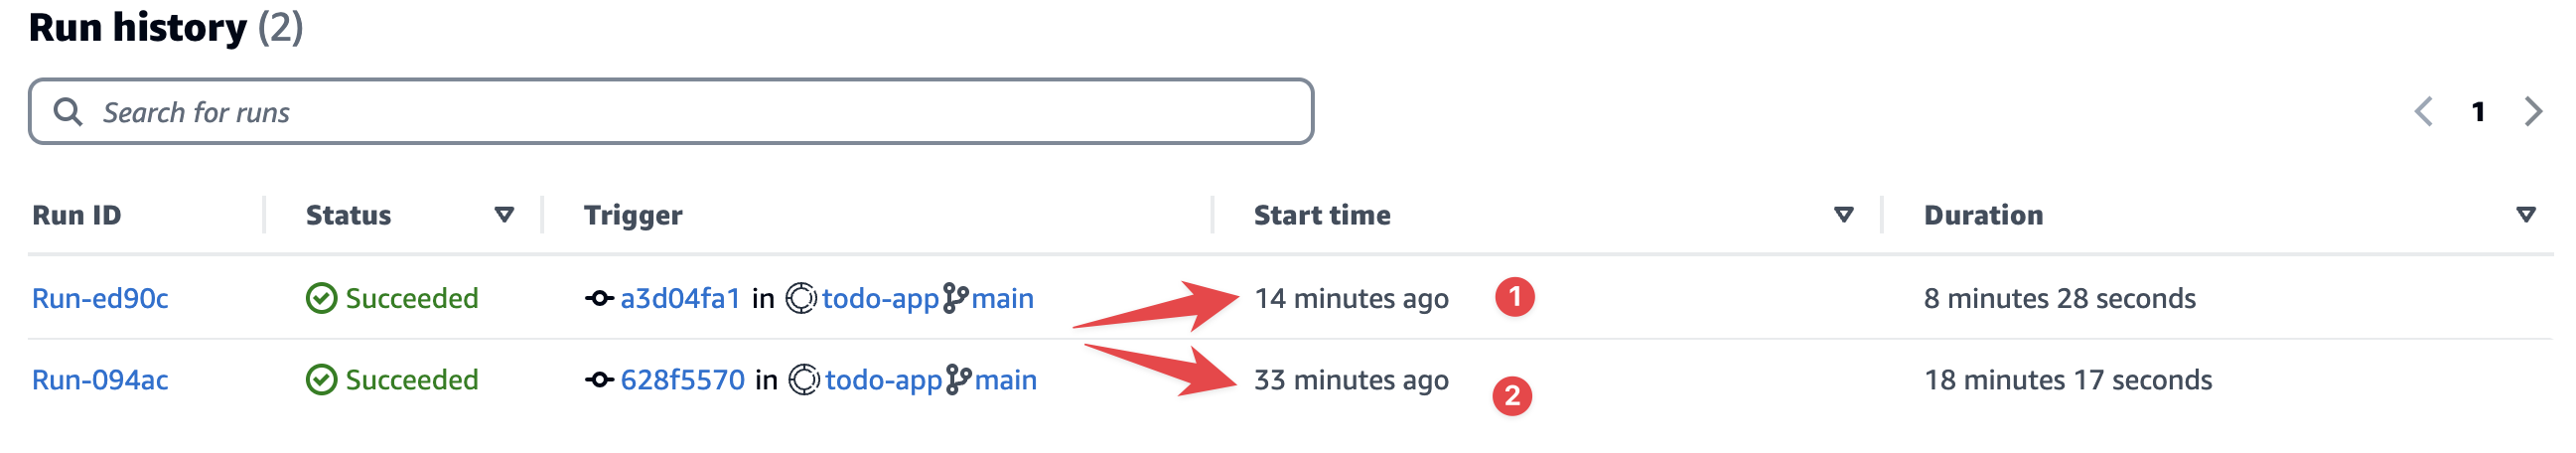 Run history (2)
Search for runs
1
Run ID Status Trigger Start time Duration
Run-ed90c Succeeded a3d04fa1 in todo-app main 14 minutes ago 1 8 minutes 28 seconds
Run-094ac Succeeded 628f5570 in todo-app main 33 minutes ago 2 18 minutes 17 seconds